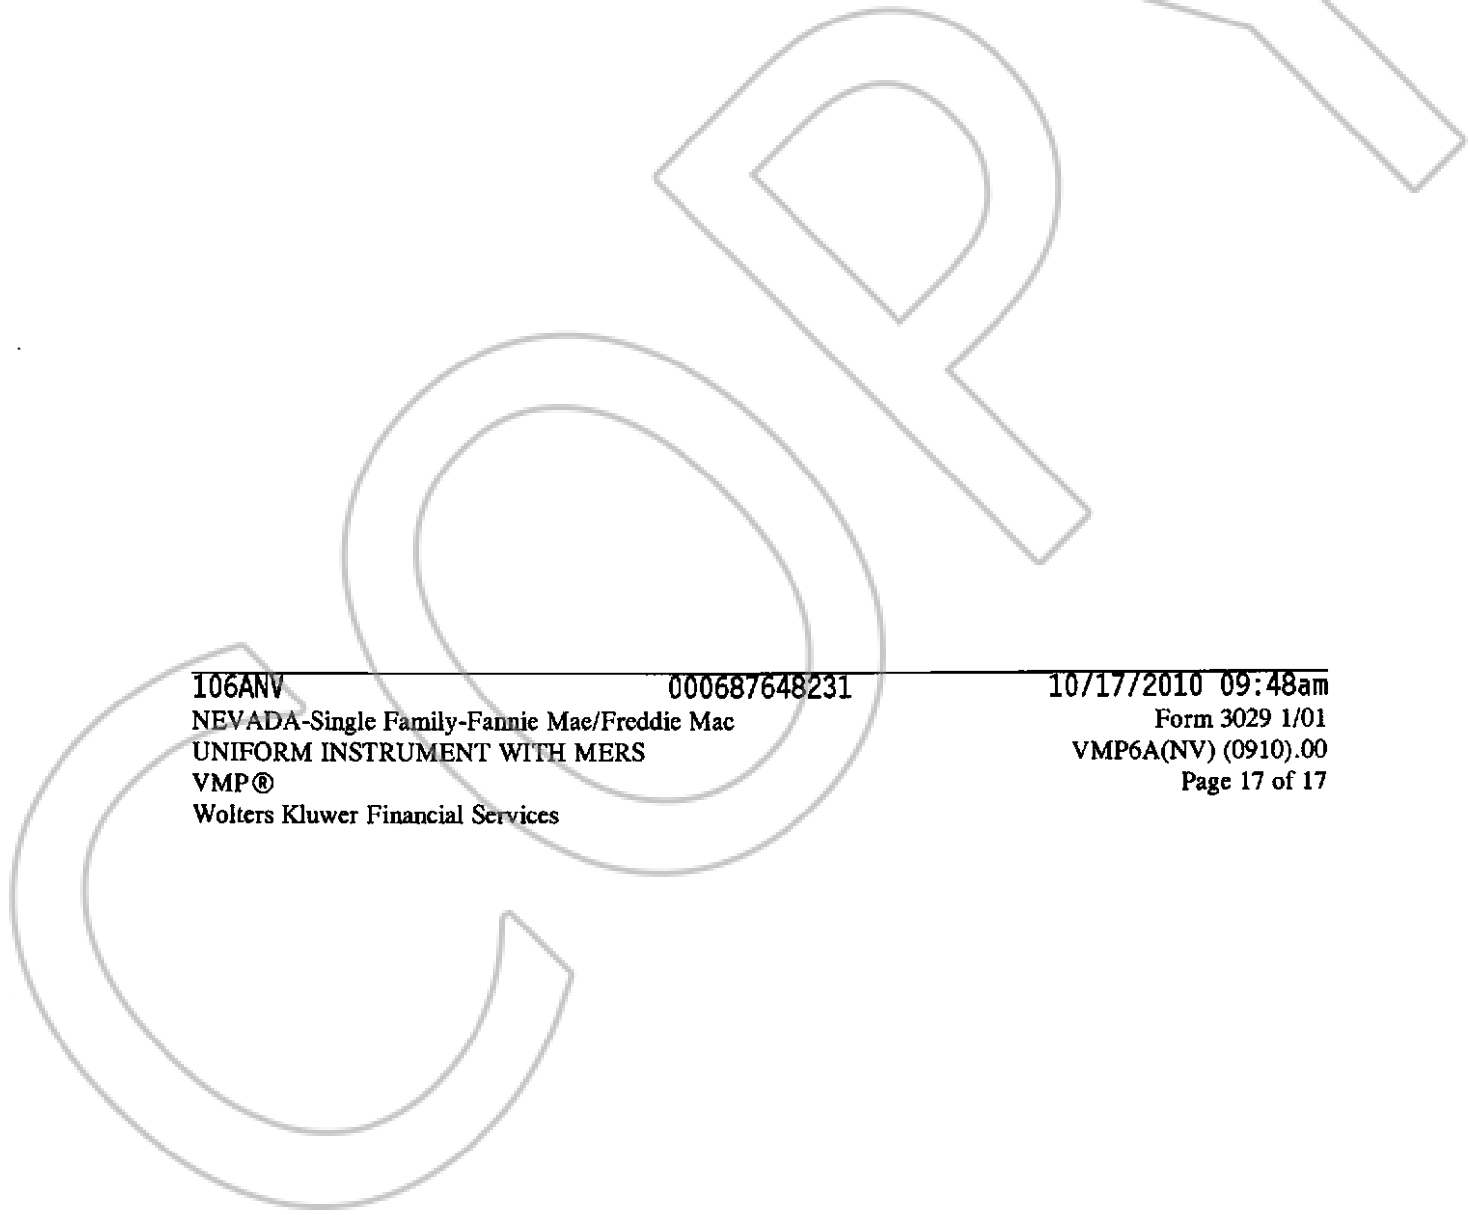 COPY
106ANV 000687648231 10/17/2010 09:48am
NEVADA-Single Family-Fannie Mae/Freddie Mac Form 3029 1/01
UNIFORM INSTRUMENT WITH MERS VMP6A(NV) (0910).00
VMP® Page 17 of 17
Wolters Kluwer Financial Services